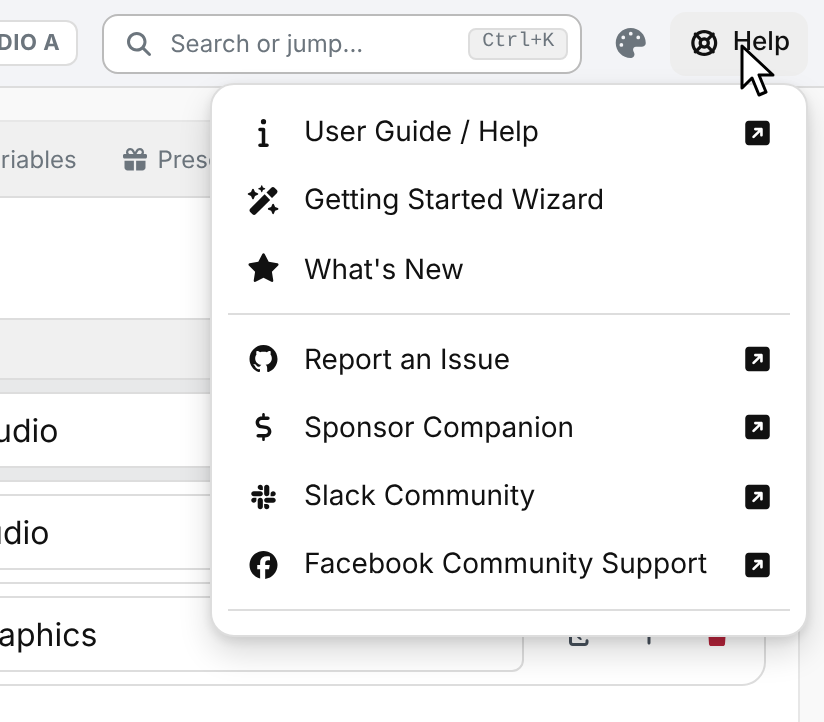 DIO A
Search or jump...
Ctrl+K
Help
riables
Pres
User Guide / Help
Getting Started Wizard
What's New
Report an Issue
Sponsor Companion
Slack Community
Facebook Community Support
udio
dio
aphics